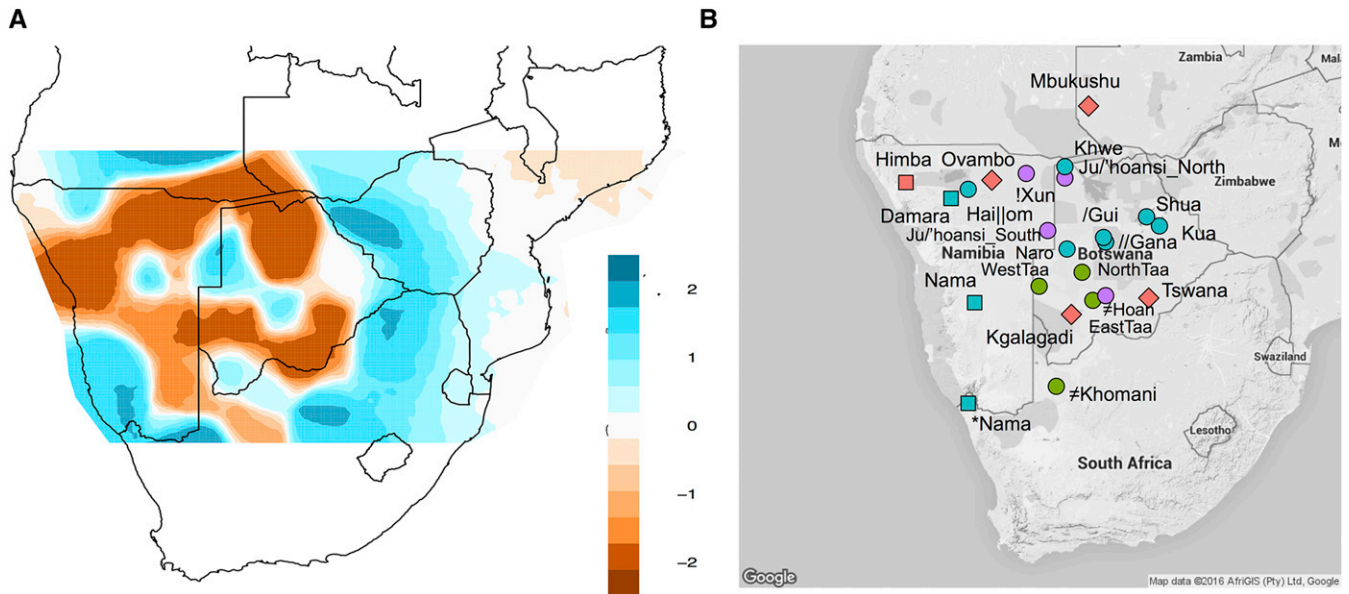 A
B
2
1
0
−1
−2
Zambia
Mal
Mbukushu
Khwe
Himba
Ovambo
Ju/'hoansi_North
!Xun
Zimbabwe
Damara
Hai||om
/Gui
Shua
Ju/'hoansi_South
//Gana
Kua
Namibia
Naro
Botswana
WestTaa
NorthTaa
Nama
Tswana
≠Hoan
Kgalagadi
EastTaa
Swaziland
≠Khomani
*Nama
Lesotho
South Africa
Google
Map data ©2016 AfriGIS (Pty) Ltd, Google